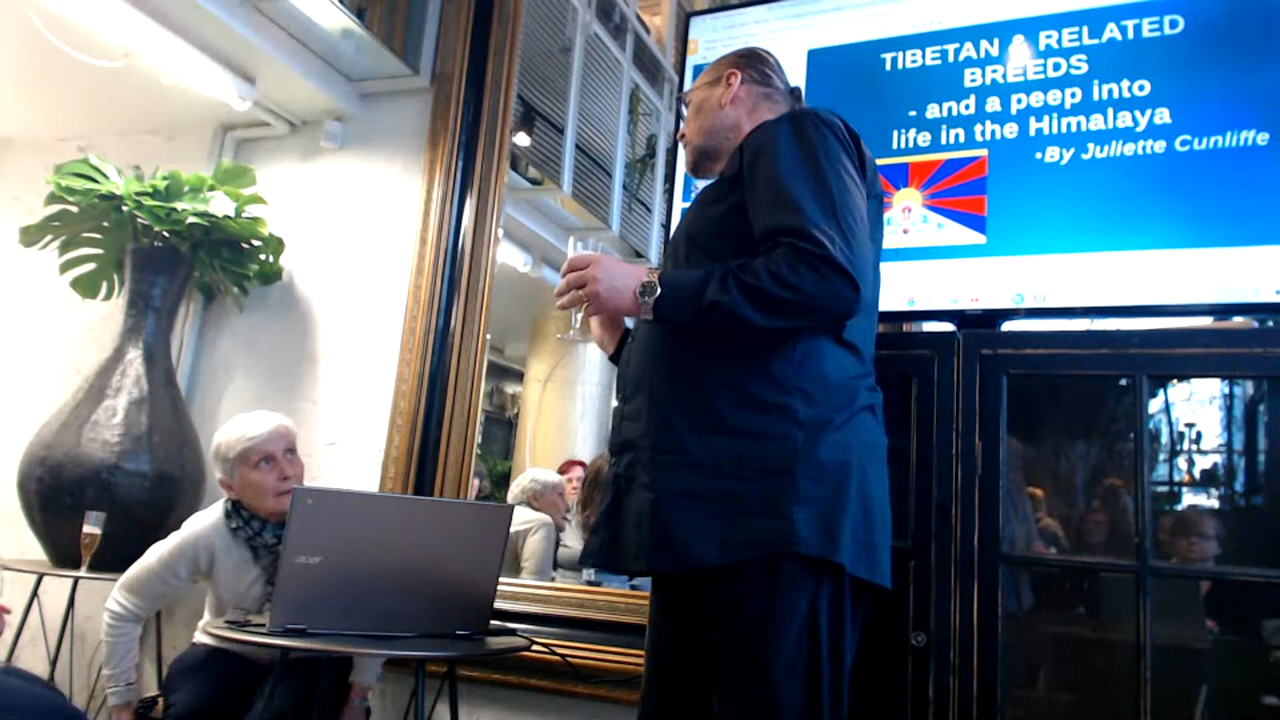 TIBETAN & RELATED
BREEDS
- and a peep into
life in the Himalaya
•By Juliette Cunliffe
acer